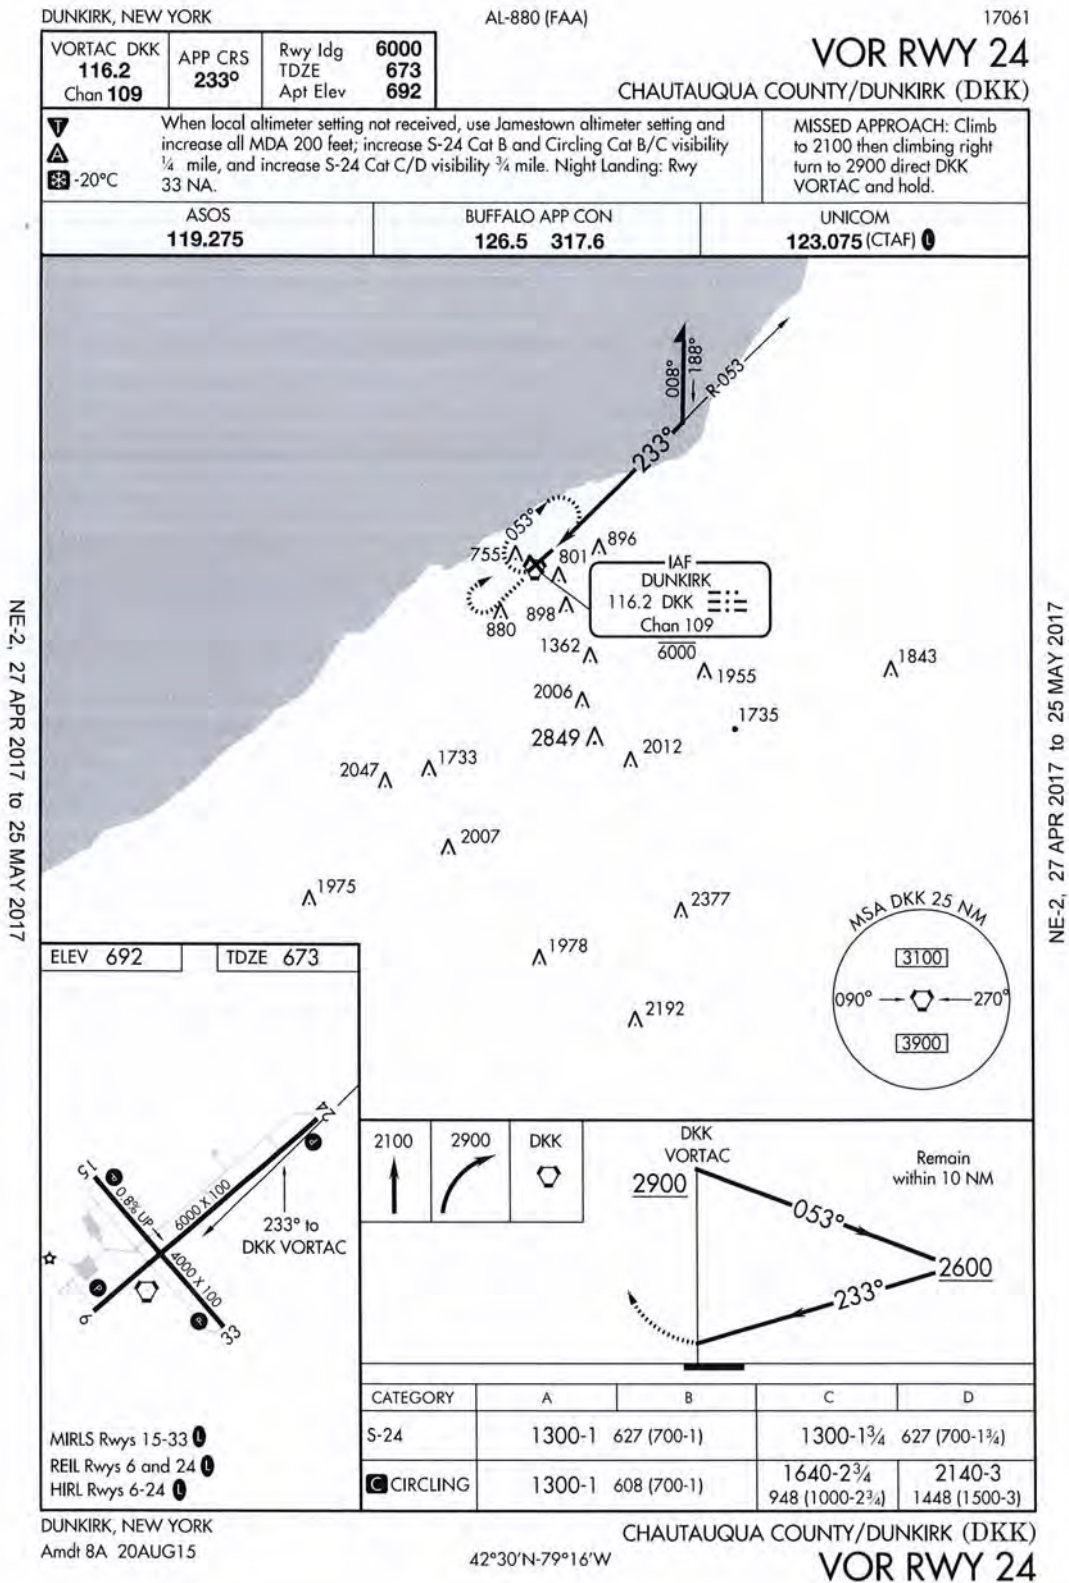 DUNKIRK, NEW YORK
AL-880 (FAA)
17061
VORTAC DKK
116.2
Chan 109
APP CRS
233°
Rwy ldg 6000
TDZE 673
Apt Elev 692
VOR RWY 24
CHAUTAUQUA COUNTY/DUNKIRK (DKK)
T
A
-20°C
When local altimeter setting not received, use Jamestown altimeter setting and
increase all MDA 200 feet; increase S-24 Cat B and Circling Cat B/C visibility
¼ mile, and increase S-24 Cat C/D visibility ¾ mile. Night Landing: Rwy
33 NA.
MISSED APPROACH: Climb
to 2100 then climbing right
turn to 2900 direct DKK
VORTAC and hold.
ASOS
119.275
BUFFALO APP CON
126.5 317.6
UNICOM
123.075 (CTAF) L
008°
188°
R-053
233°
053°
755
801
896
880
898
IAF
DUNKIRK
116.2 DKK
Chan 109
6000
1362
1955
1843
2006
1735
2849
2012
2047
1733
2007
1975
2377
1978
2192
MSA DKK 25 NM
3100
090°
270°
3900
NE-2, 27 APR 2017 to 25 MAY 2017
NE-2, 27 APR 2017 to 25 MAY 2017
ELEV 692
TDZE 673
24
15
P
P
0.8% UP
6000 X 100
233° to
DKK VORTAC
4000 X 100
P
P
6
33
MIRLS Rwys 15-33 L
REIL Rwys 6 and 24 L
HIRL Rwys 6-24 L
2100
2900
DKK
DKK
VORTAC
2900
Remain
within 10 NM
053°
2600
233°
CATEGORY A B C D
S-24 1300-1 627 (700-1) 1300-1¾ 627 (700-1¾)
C CIRCLING 1300-1 608 (700-1) 1640-2¾ 2140-3
948 (1000-2¾) 1448 (1500-3)
DUNKIRK, NEW YORK
Amdt 8A 20AUG15
42°30'N-79°16'W
CHAUTAUQUA COUNTY/DUNKIRK (DKK)
VOR RWY 24